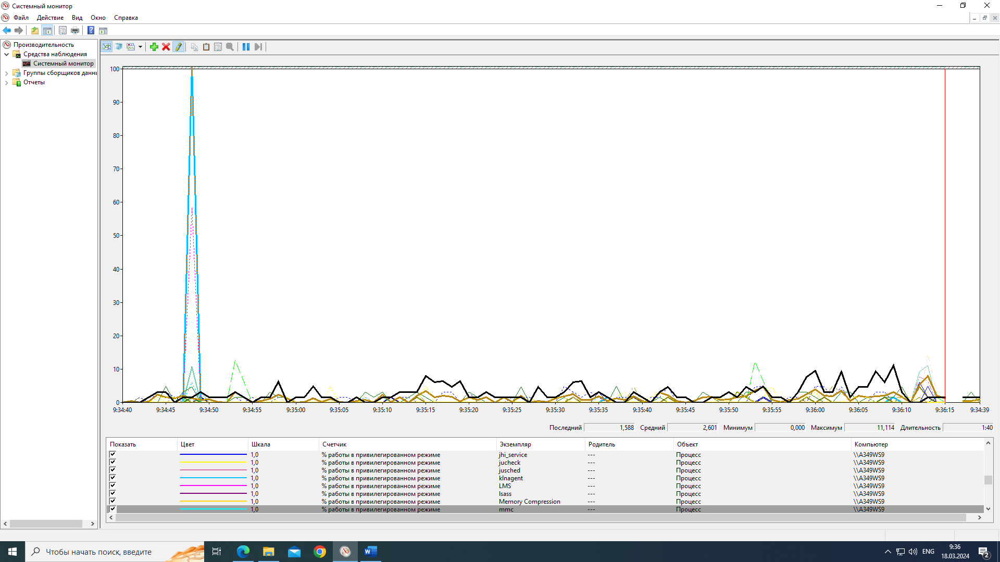 Системный монитор
Файл Действие Вид Окно Справка
Производительность
Средства наблюдения
Системный монитор
Группы сборщиков данн
Отчеты
100
90
80
70
60
50
40
30
20
10
0
9:34:40 9:34:45 9:34:50 9:34:55 9:35:00 9:35:05 9:35:10 9:35:15 9:35:20 9:35:25 9:35:30 9:35:35 9:35:40 9:35:45 9:35:50 9:35:55 9:36:00 9:36:05 9:36:10 9:36:15 9:34:39
Последний 1,588 Средний 2,601 Минимум 0,000 Максимум 11,114 Длительность 1:40
Показать Цвет Шкала Счетчик Экземпляр Родитель Объект Компьютер
1,0 % работы в привилегированном режиме jhi_service --- Процесс \\A349WS9
1,0 % работы в привилегированном режиме jucheck --- Процесс \\A349WS9
1,0 % работы в привилегированном режиме jusched --- Процесс \\A349WS9
1,0 % работы в привилегированном режиме klnagent --- Процесс \\A349WS9
1,0 % работы в привилегированном режиме LMS --- Процесс \\A349WS9
1,0 % работы в привилегированном режиме lsass --- Процесс \\A349WS9
1,0 % работы в привилегированном режиме Memory Compression --- Процесс \\A349WS9
1,0 % работы в привилегированном режиме mmc --- Процесс \\A349WS9
Чтобы начать поиск, введите
ENG
9:36
18.03.2024
2